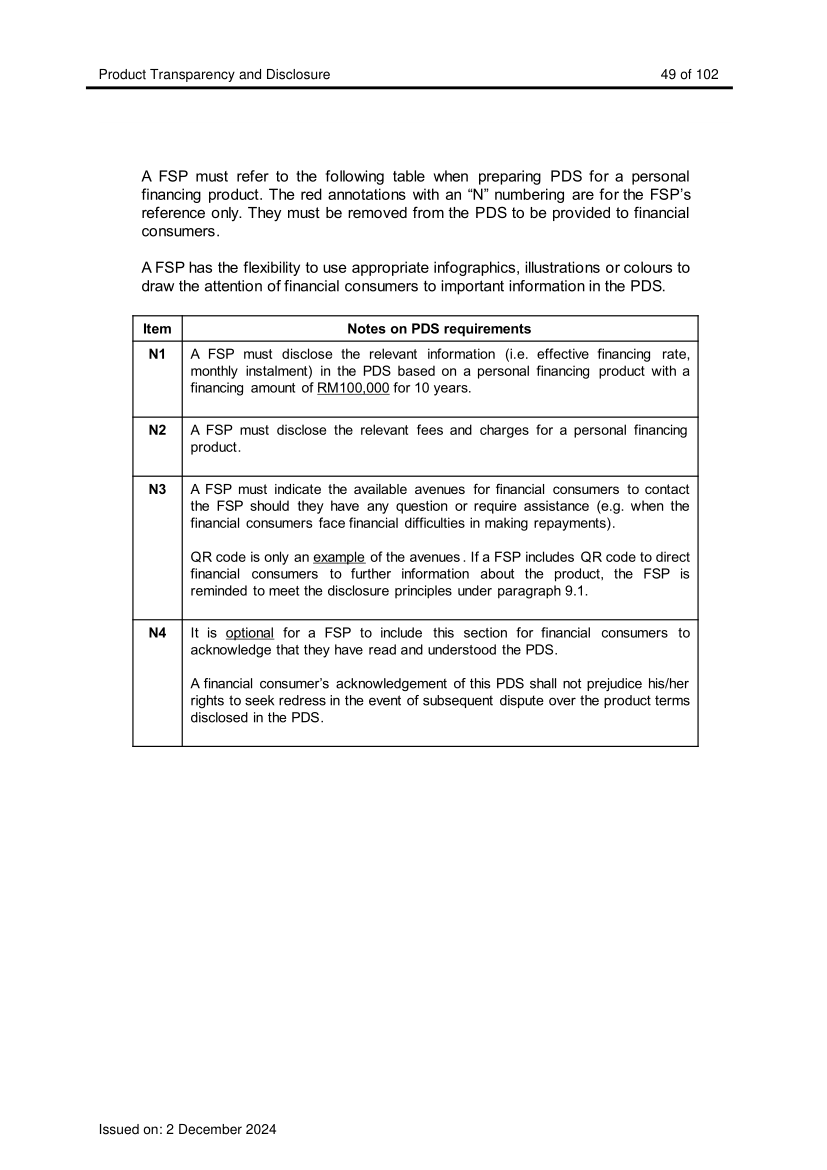 Product Transparency and Disclosure 49 of 102
A FSP must refer to the following table when preparing PDS for a personal
financing product. The red annotations with an “N” numbering are for the FSP’s
reference only. They must be removed from the PDS to be provided to financial
consumers.
A FSP has the flexibility to use appropriate infographics, illustrations or colours to
draw the attention of financial consumers to important information in the PDS.
Item Notes on PDS requirements
N1 A FSP must disclose the relevant information (i.e. effective financing rate,
monthly instalment) in the PDS based on a personal financing product with a
financing amount of RM100,000 for 10 years.
N2 A FSP must disclose the relevant fees and charges for a personal financing
product.
N3 A FSP must indicate the available avenues for financial consumers to contact
the FSP should they have any question or require assistance (e.g. when the
financial consumers face financial difficulties in making repayments).
QR code is only an example of the avenues. If a FSP includes QR code to direct
financial consumers to further information about the product, the FSP is
reminded to meet the disclosure principles under paragraph 9.1.
N4 It is optional for a FSP to include this section for financial consumers to
acknowledge that they have read and understood the PDS.
A financial consumer’s acknowledgement of this PDS shall not prejudice his/her
rights to seek redress in the event of subsequent dispute over the product terms
disclosed in the PDS.
Issued on: 2 December 2024